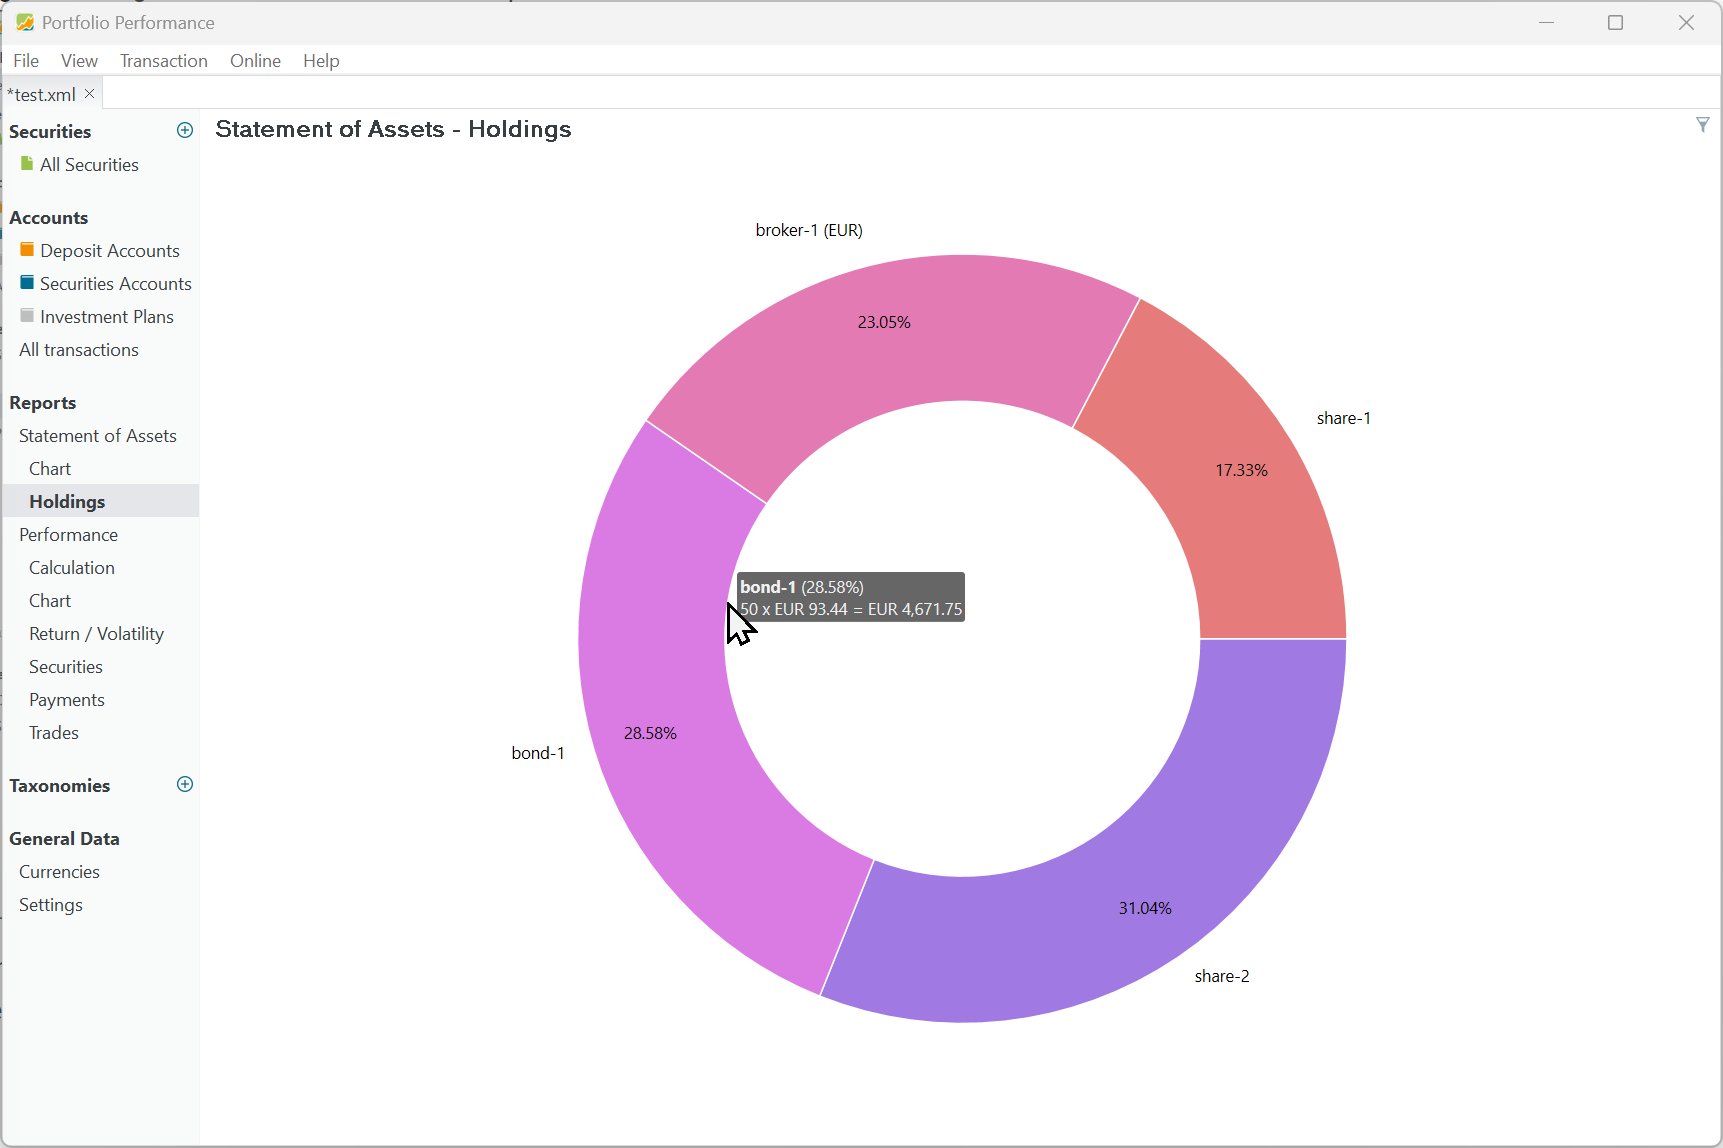 Portfolio Performance
File View Transaction Online Help
*test.xml
Securities
All Securities
Accounts
Deposit Accounts
Securities Accounts
Investment Plans
All transactions
Reports
Statement of Assets
Chart
Holdings
Performance
Calculation
Chart
Return / Volatility
Securities
Payments
Trades
Taxonomies
General Data
Currencies
Settings
Statement of Assets - Holdings
broker-1 (EUR)
23.05%
share-1
17.33%
bond-1 (28.58%)
50 x EUR 93.44 = EUR 4,671.75
28.58%
bond-1
31.04%
share-2